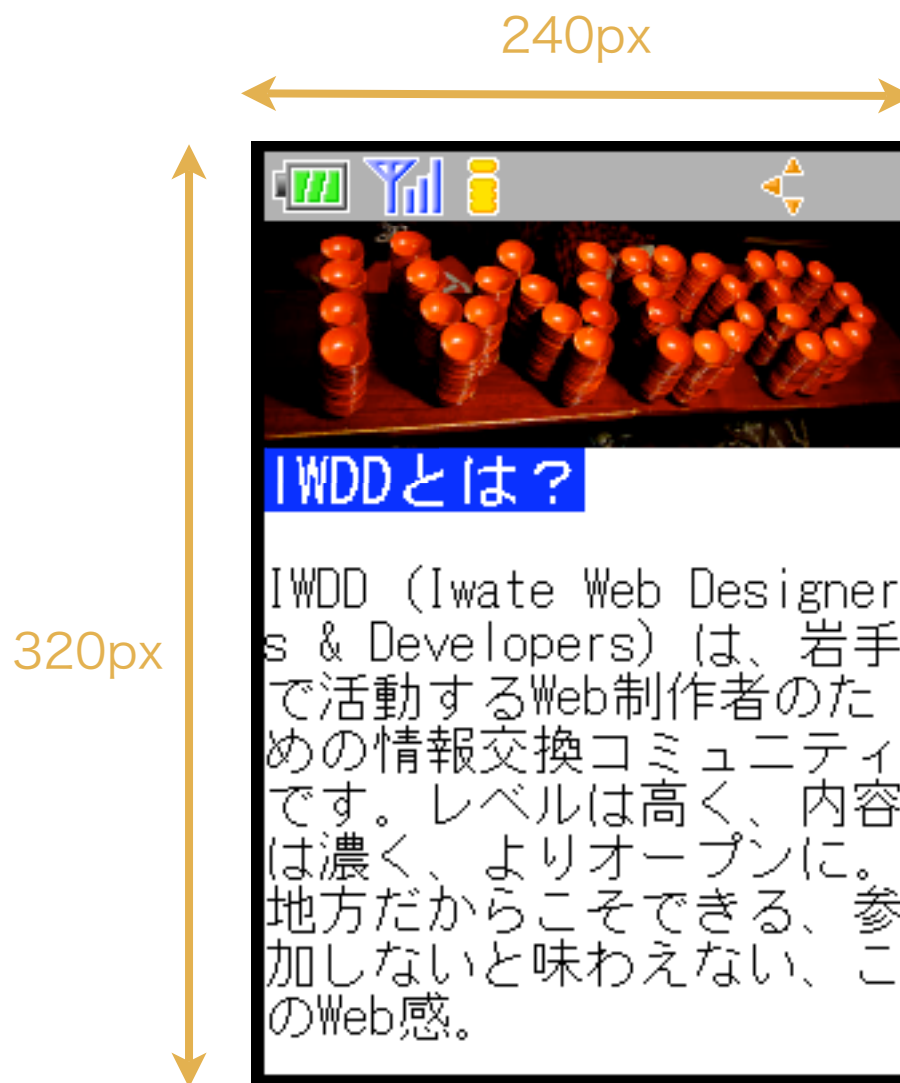 240px
320px
IWDD
IWDDとは？
IWDD （Iwate Web Designer
s & Developers） は、岩手
で活動するWeb制作者のた
めの情報交換コミュニティ
です。レベルは高く、内容
は濃く、よりオープンに。
地方だからこそできる、参
加しないと味わえない、こ
のWeb感。